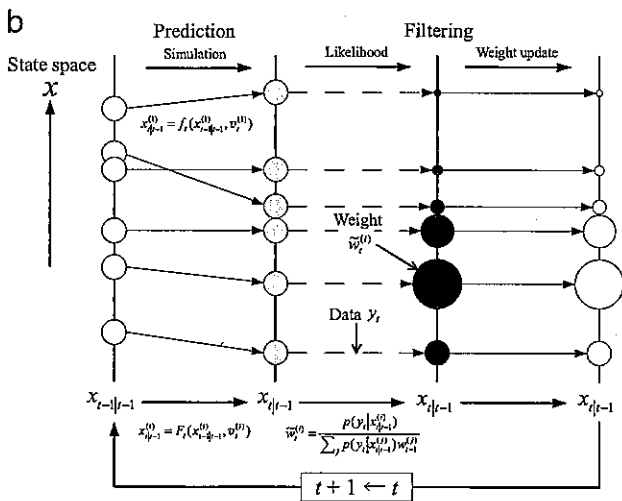 b
Prediction
Filtering
Simulation
Likelihood
Weight update
State space
x
x_{t|t-1}^{(i)} = f_t(x_{t-1|t-1}^{(i)}, v_t^{(i)})
Weight
w̃_t^{(i)}
Data y_t
x_{t-1|t-1}
x_{t|t-1}
x_{t|t-1}
x_{t|t-1}
x_{t|t-1}^{(i)} = F_t(x_{t-1|t-1}^{(i)}, v_t^{(i)})
w̃_t^{(i)} = p(y_t|x_{t|t-1}^{(i)}) / ∑_j p(y_t|x_{t|t-1}^{(j)}) w_{t-1}^{(j)}
t + 1 ← t